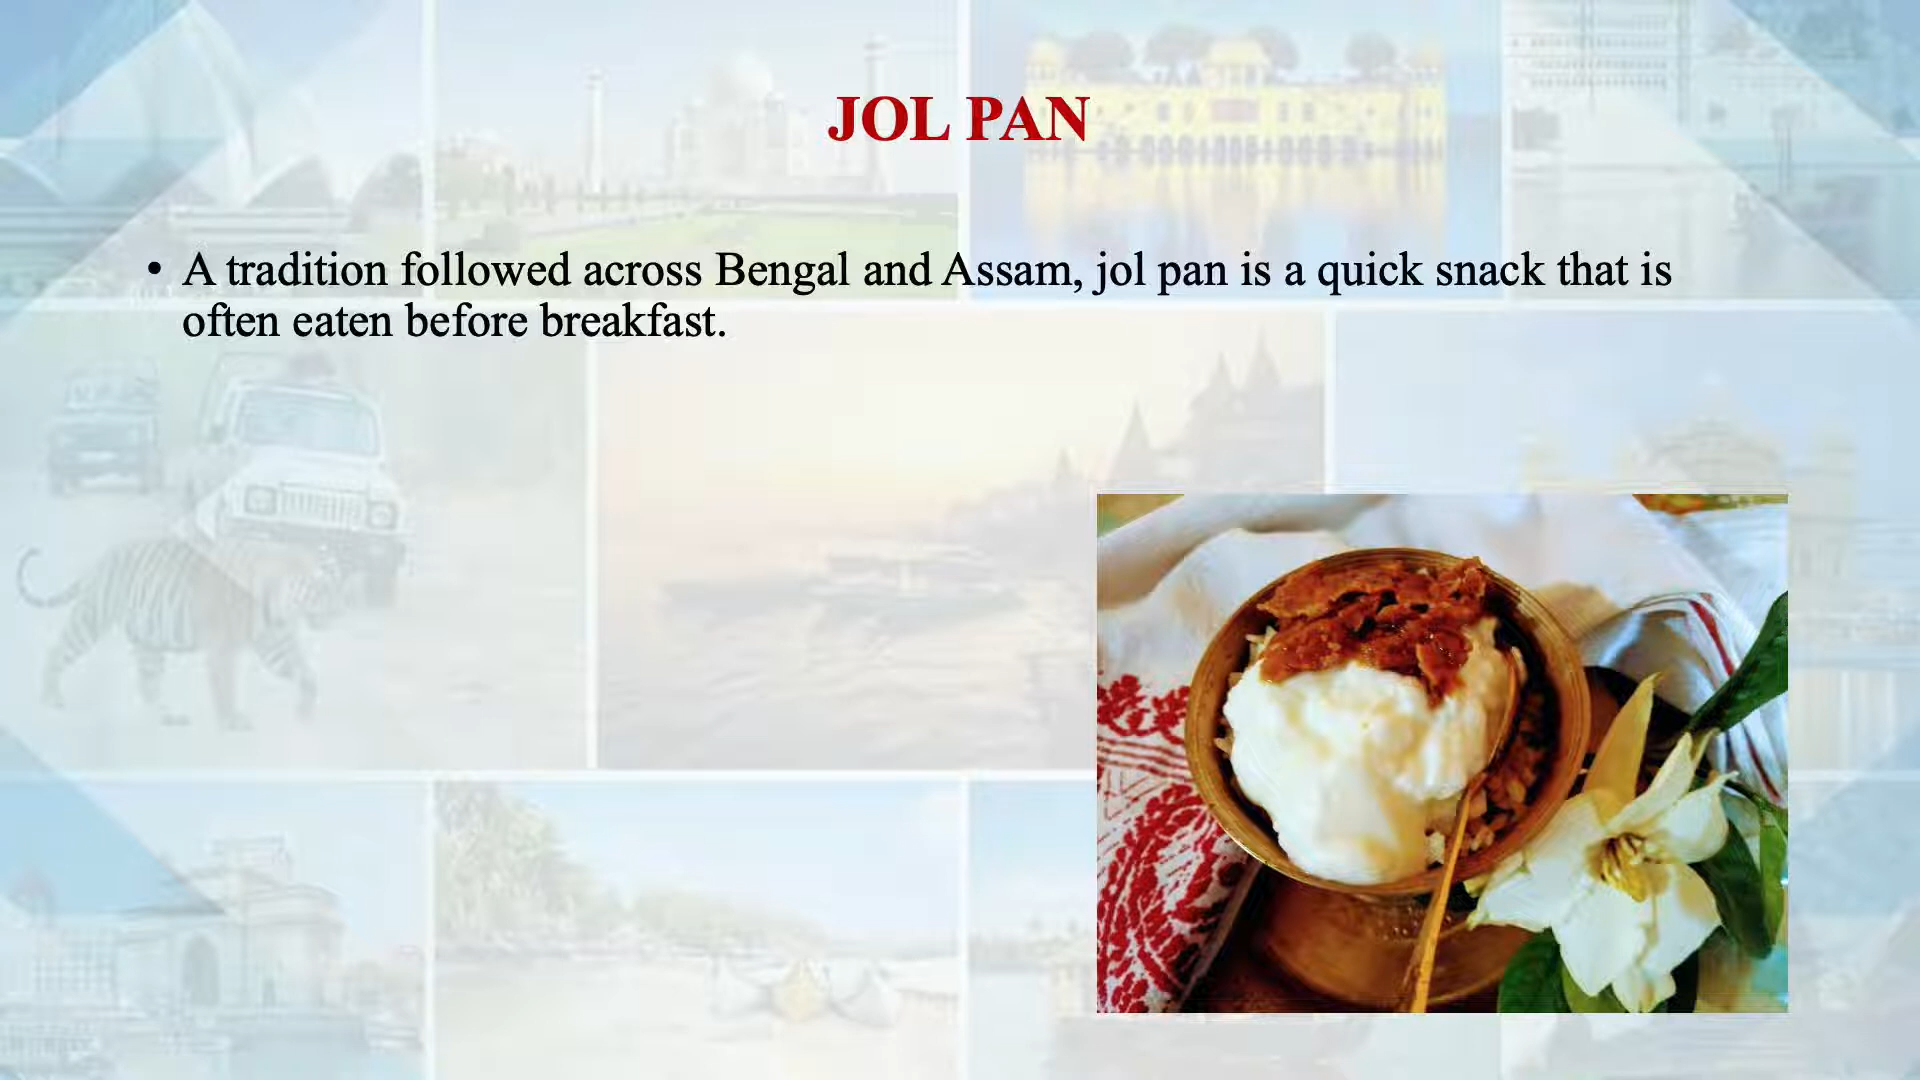 JOL PAN
• A tradition followed across Bengal and Assam, jol pan is a quick snack that is
often eaten before breakfast.